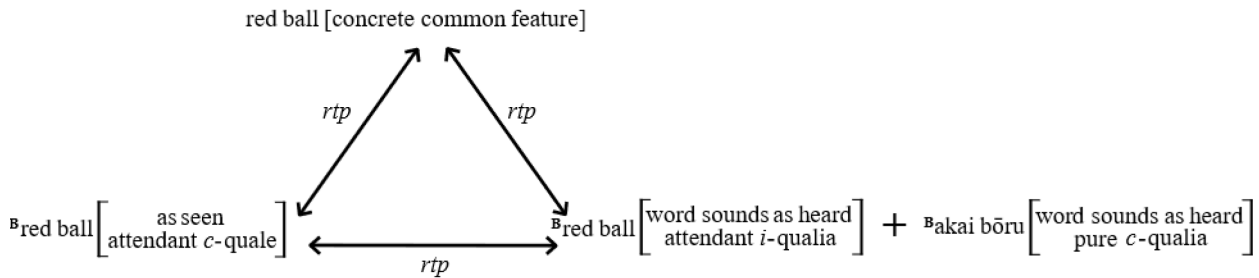 red ball [concrete common feature]
rtp rtp
ᴮred ball [as seen
attendant c-quale]
ᴮred ball [word sounds as heard
attendant i-qualia]
+
ᴮakai bōru [word sounds as heard
pure c-qualia]
rtp